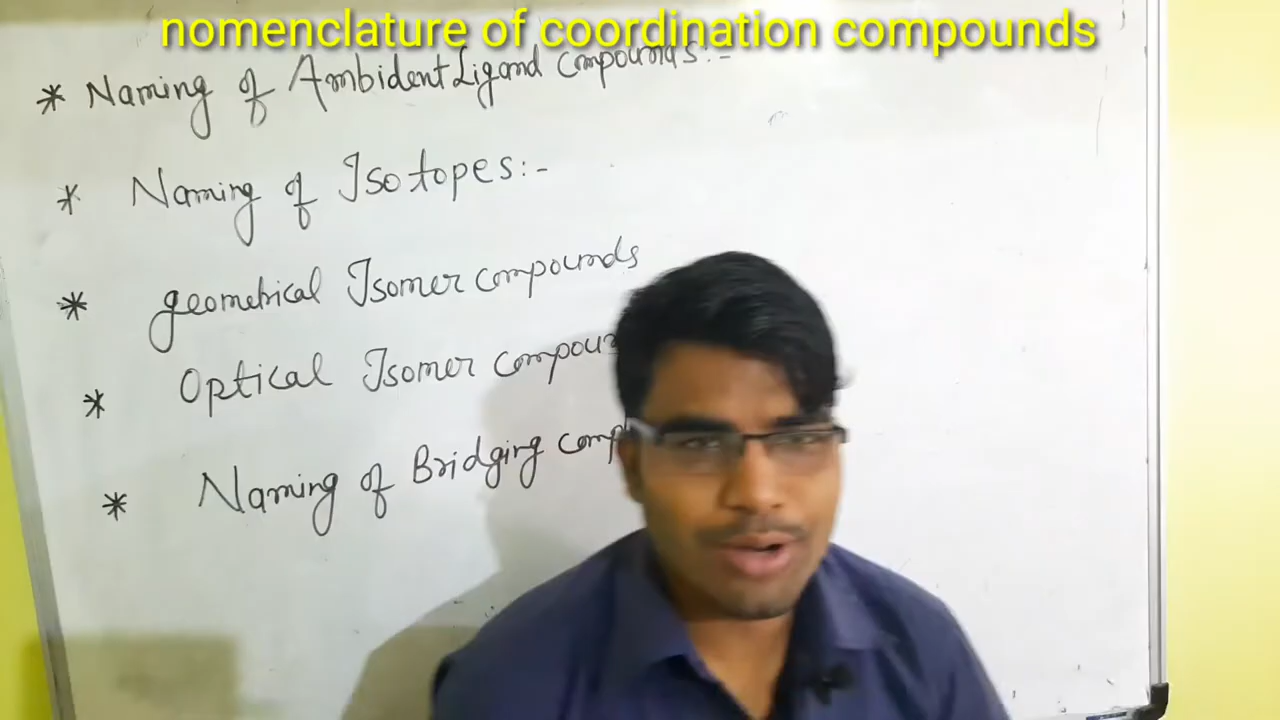 nomenclature of coordination compounds
* Naming of Ambident Ligand compounds:-
* Naming of Isotopes:-
* geometrical Isomer compounds
* Optical Isomer
* Naming of Bridging